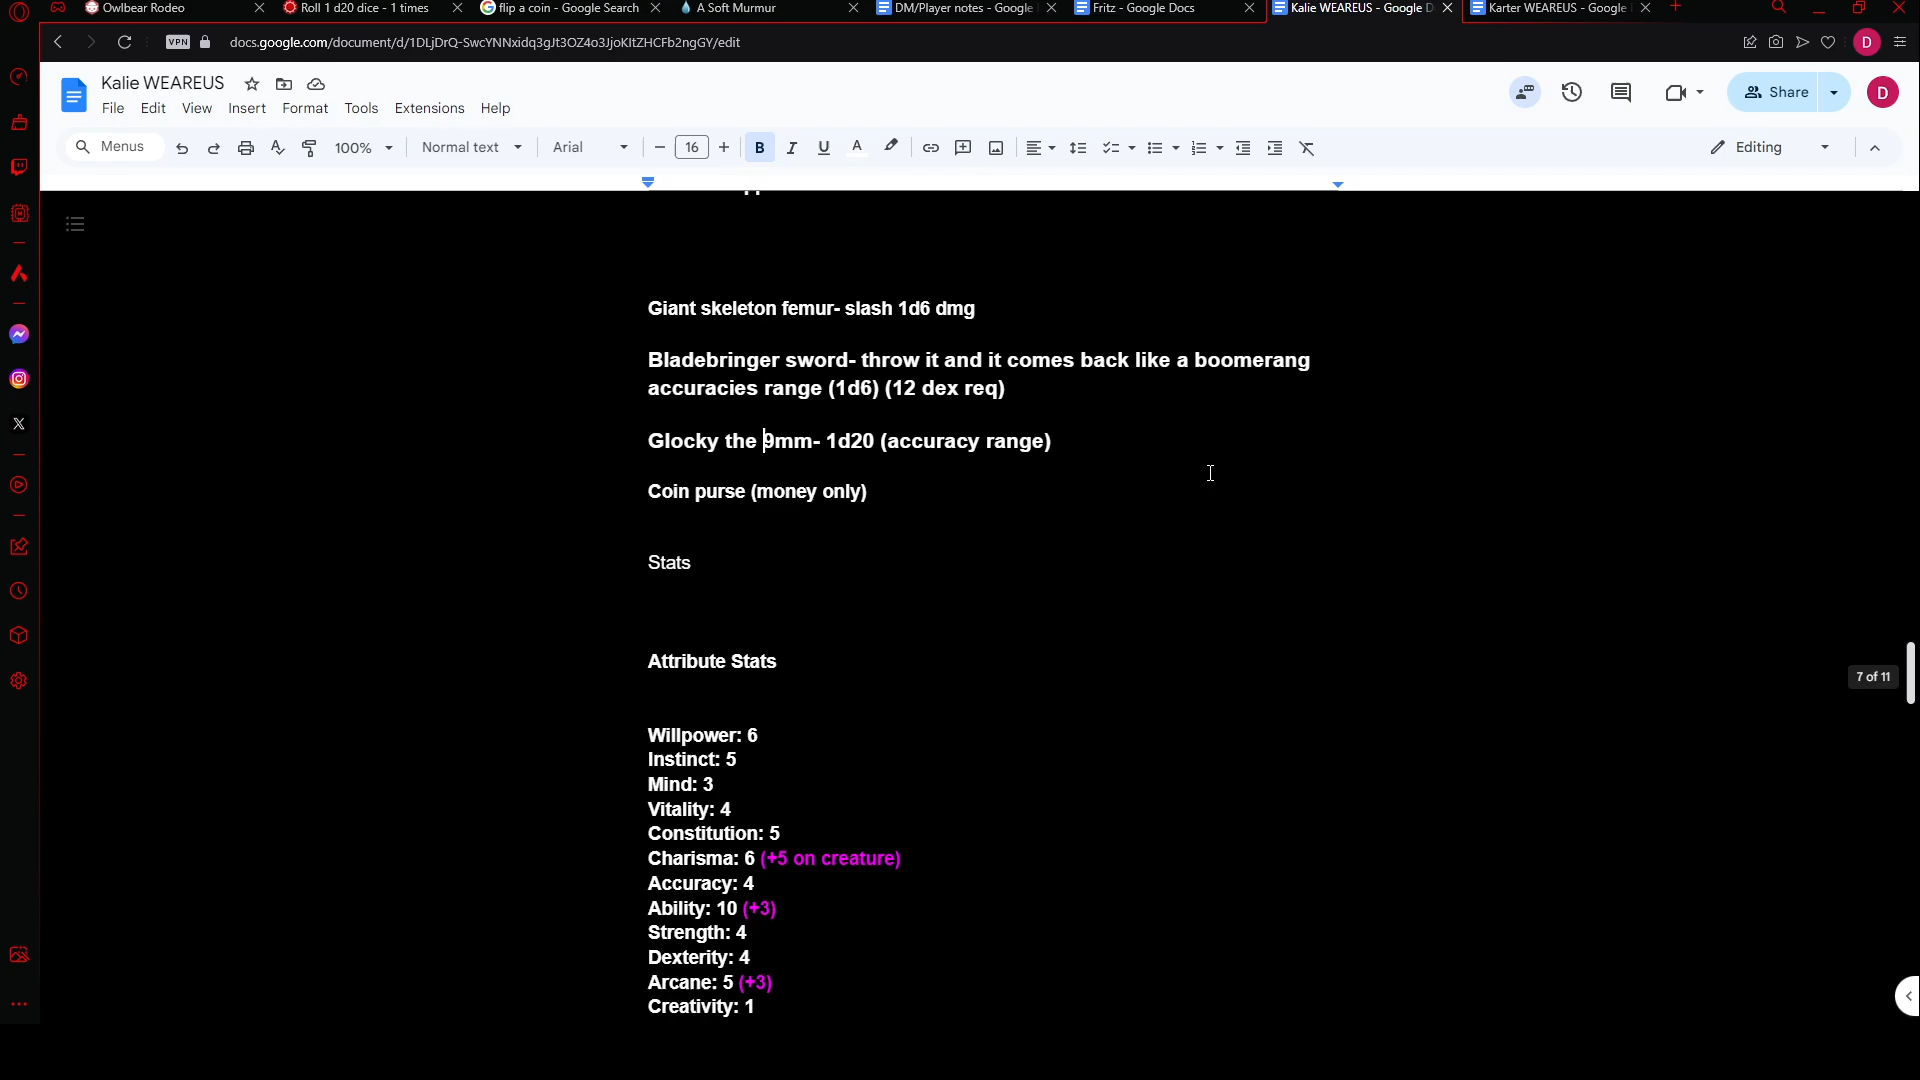 Owlbear Rodeo
Roll 1 d20 dice - 1 times
flip a coin - Google Search
A Soft Murmur
DM/Player notes - Google
Fritz - Google Docs
Kalie WEAREUS - Google D
Karter WEAREUS - Google
VPN
docs.google.com/document/d/1DLjDrQ-SwcYNNxidq3gJt3OZ4o3JjoKltZHCFb2ngGY/edit
D
Kalie WEAREUS
File Edit View Insert Format Tools Extensions Help
Share
D
Menus
100%
Normal text
Arial
16
Editing
Giant skeleton femur- slash 1d6 dmg
Bladebringer sword- throw it and it comes back like a boomerang
accuracies range (1d6) (12 dex req)
Glocky the 9mm- 1d20 (accuracy range)
Coin purse (money only)
Stats
Attribute Stats
7 of 11
Willpower: 6
Instinct: 5
Mind: 3
Vitality: 4
Constitution: 5
Charisma: 6 (+5 on creature)
Accuracy: 4
Ability: 10 (+3)
Strength: 4
Dexterity: 4
Arcane: 5 (+3)
Creativity: 1